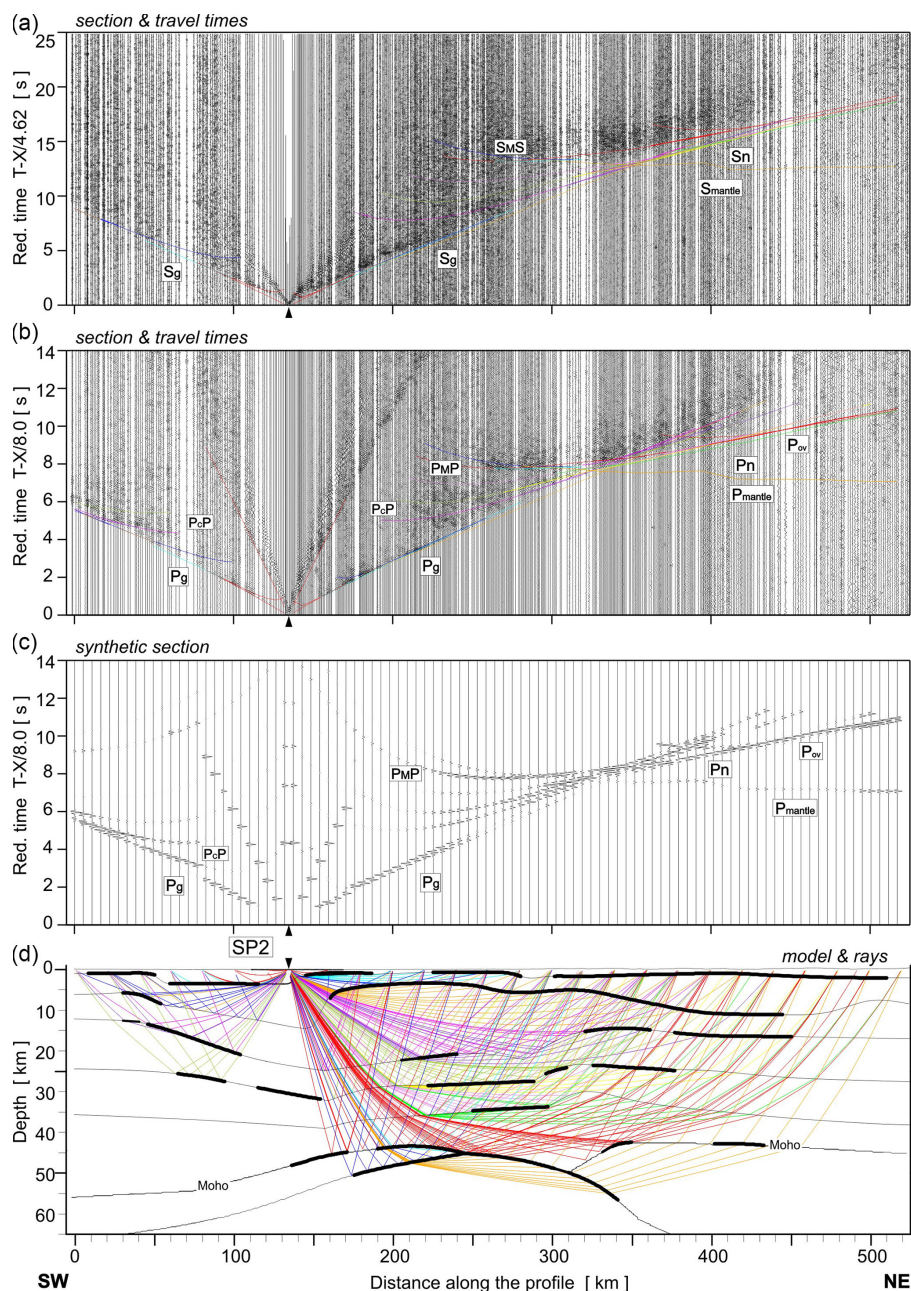 (a) section & travel times
25
20
15
10
5
0
Red. time T-X/4.62 [ s ]
SMS
Sn
Smantle
Sg
Sg
(b) section & travel times
14
12
10
8
6
4
2
0
Red. time T-X/8.0 [ s ]
PMP
Pov
Pn
Pmantle
PcP
PcP
Pg
Pg
(c) synthetic section
14
12
10
8
6
4
2
0
Red. time T-X/8.0 [ s ]
PMP
Pov
Pn
Pmantle
PcP
Pg
Pg
SP2
(d) model & rays
0
10
20
30
40
50
60
Depth [ km ]
Moho
Moho
0 100 200 300 400 500
SW Distance along the profile [ km ] NE